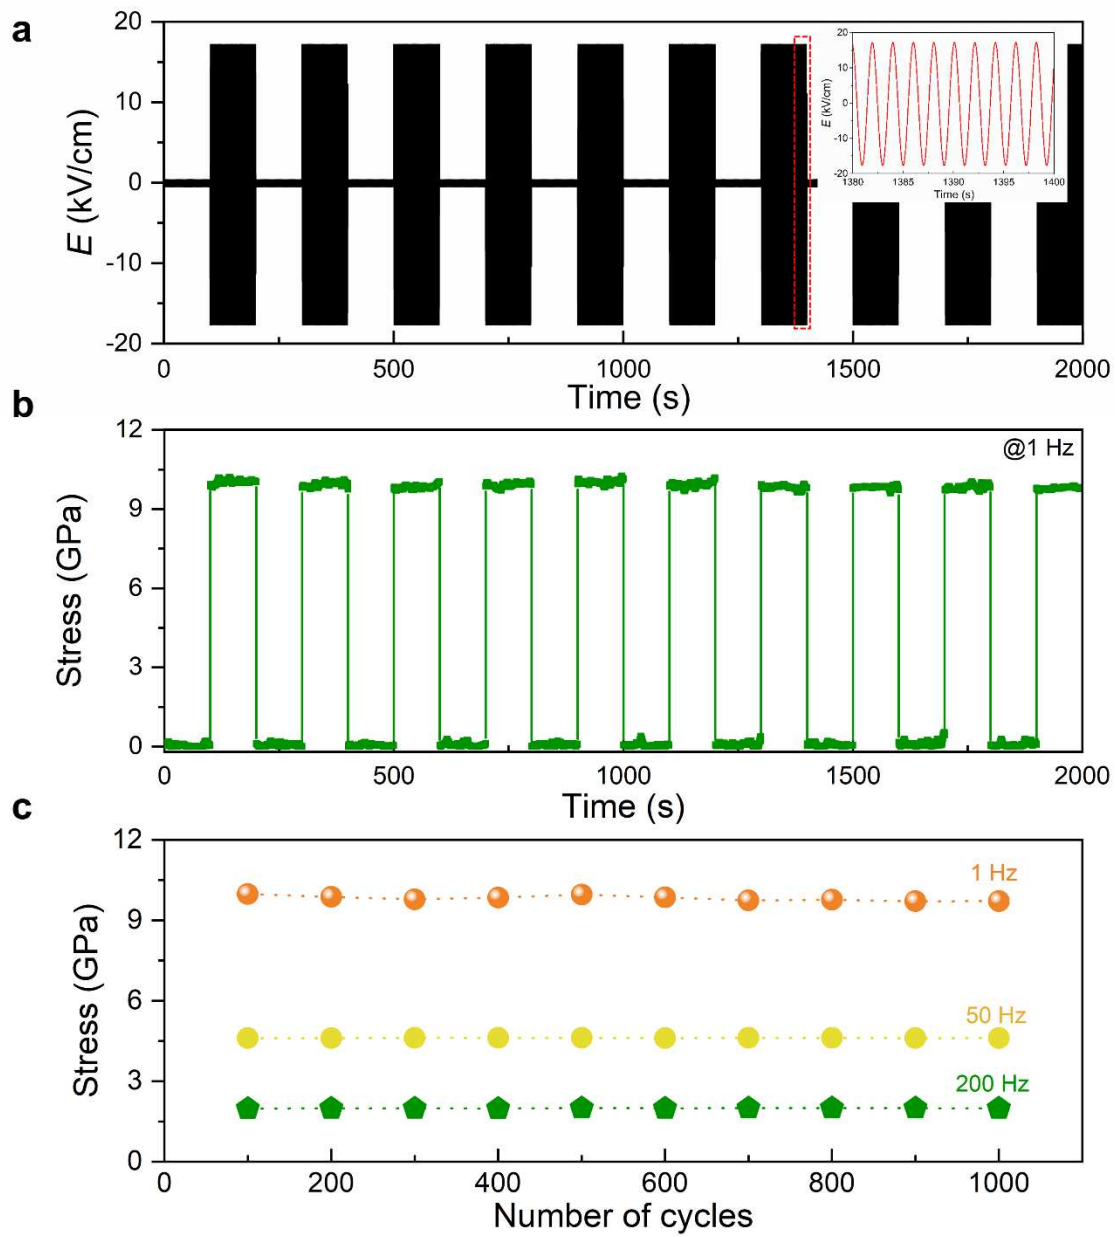 a
E (kV/cm)
20
10
0
-10
-20
0
500
1000
1500
2000
Time (s)
E (kV/cm)
20
10
0
-10
-20
1380
1385
1390
1395
1400
Time (s)
b
Stress (GPa)
12
9
6
3
0
@1 Hz
0
500
1000
1500
2000
Time (s)
c
Stress (GPa)
12
9
6
3
0
1 Hz
50 Hz
200 Hz
0
200
400
600
800
1000
Number of cycles